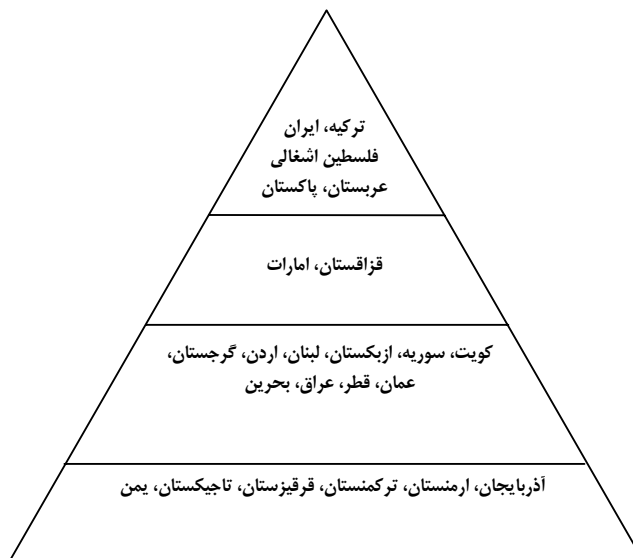 ترکیه، ایران
فلسطین اشغالی
عربستان، پاکستان
قزاقستان، امارات
کویت، سوریه، ازبکستان، لبنان، اردن، گرجستان،
عمان، قطر، عراق، بحرین
آذربایجان، ارمنستان، ترکمنستان، قرقیزستان، تاجیکستان، یمن